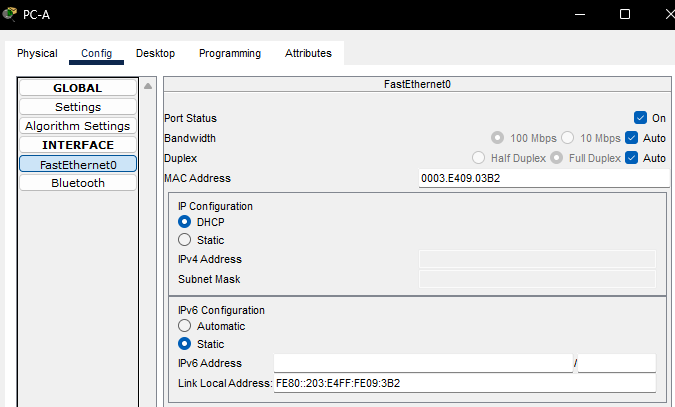 PC-A
Physical Config Desktop Programming Attributes
GLOBAL
Settings
Algorithm Settings
INTERFACE
FastEthernet0
Bluetooth
FastEthernet0
Port Status On
Bandwidth 100 Mbps 10 Mbps Auto
Duplex Half Duplex Full Duplex Auto
MAC Address 0003.E409.03B2
IP Configuration
DHCP
Static
IPv4 Address
Subnet Mask
IPv6 Configuration
Automatic
Static
IPv6 Address /
Link Local Address: FE80::203:E4FF:FE09:3B2